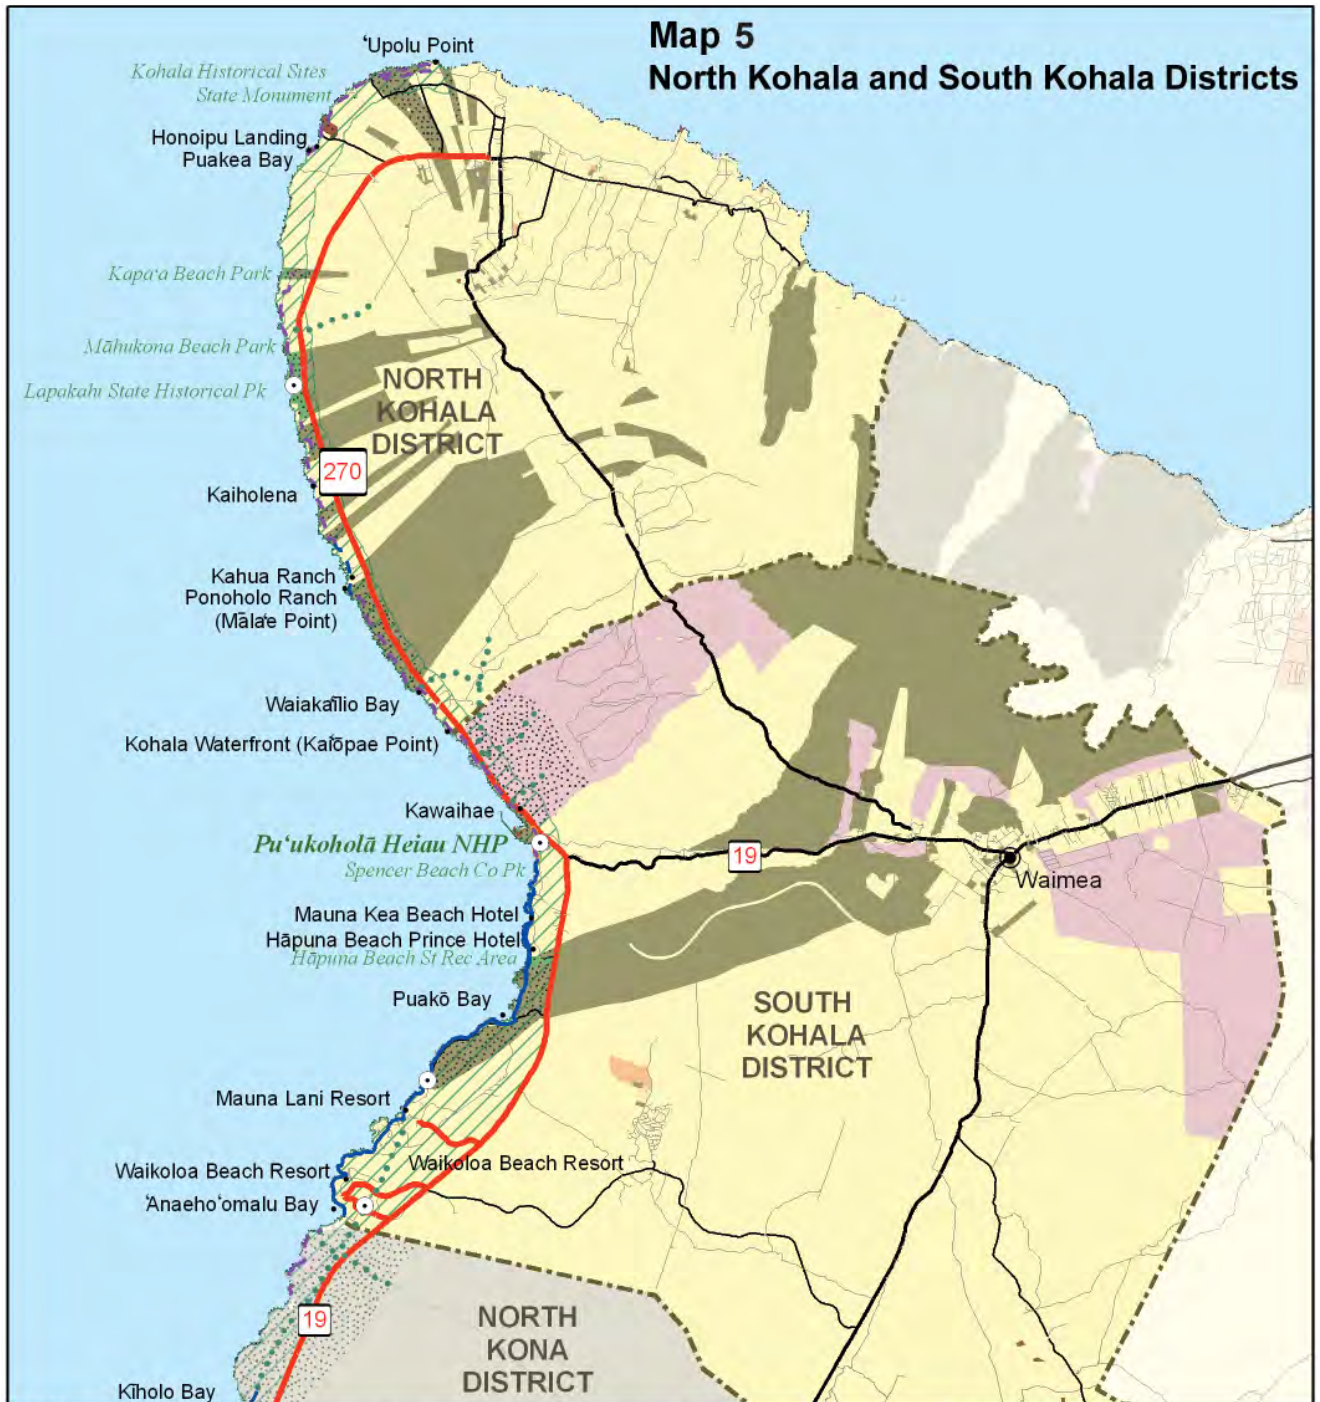 Map 5
North Kohala and South Kohala Districts
ʻUpolu Point
Kohala Historical Sites
State Monument
Honoipu Landing
Puakea Bay
Kapaʻa Beach Park
Māhukona Beach Park
Lapakahi State Historical Pk
NORTH
KOHALA
DISTRICT
270
Kaiholena
Kahua Ranch
Ponoholo Ranch
(Mālaʻe Point)
Waiakaʻīlio Bay
Kohala Waterfront (Kaiʻōpae Point)
Kawaihae
Puʻukoholā Heiau NHP
Spencer Beach Co Pk
19
Waimea
Mauna Kea Beach Hotel
Hāpuna Beach Prince Hotel
Hāpuna Beach St Rec Area
Puakō Bay
SOUTH
KOHALA
DISTRICT
Mauna Lani Resort
Waikoloa Beach Resort
Waikoloa Beach Resort
ʻAnaehoʻomalu Bay
19
NORTH
KONA
DISTRICT
Kīholo Bay